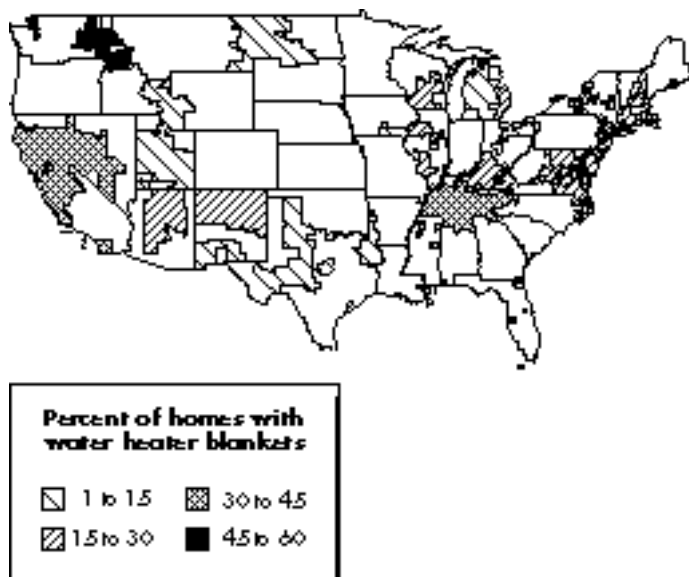 Percent of homes with
water heater blankets
1 to 15
30 to 45
15 to 30
45 to 60